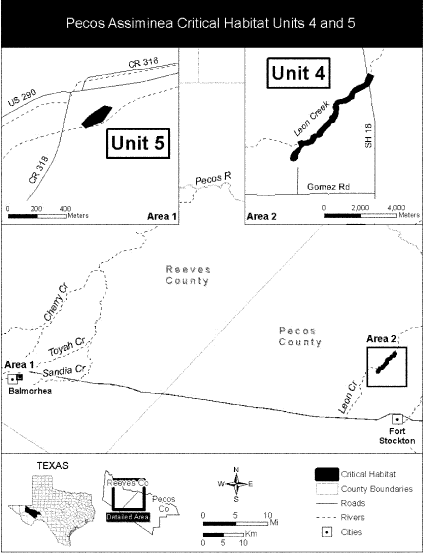 Pecos Assiminea Critical Habitat Units 4 and 5
CR 318
US 290
Unit 5
CR 318
0 200 400
Meters
Area 1
Unit 4
Leon Creek
SH 18
Gomez Rd
0 2,000 4,000
Meters
Area 2
Pecos R
Reeves
County
Cherry Cr
Pecos
County
Toyah Cr
Area 1
Sandia Cr
Balmorhea
Area 2
Leon Cr
Fort
Stockton
TEXAS
Reeves Co
Pecos
Co
Detailed Area
N
W E
S
0 5 10
Mi
Km
0 5 10
Critical Habitat
County Boundaries
Roads
Rivers
Cities